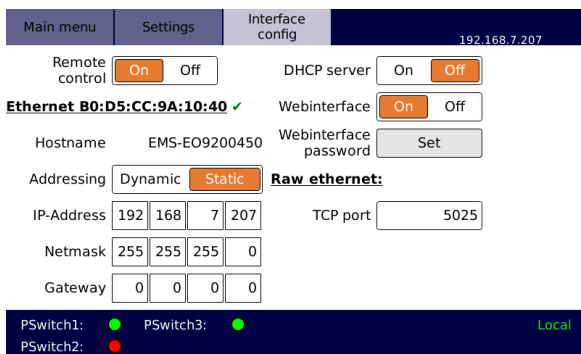 Main menu
Settings
Interface
config
192.168.7.207
Remote
control
On
Off
DHCP server
On
Off
Ethernet B0:D5:CC:9A:10:40 ✔
Webinterface
On
Off
Hostname
EMS-EO9200450
Webinterface
password
Set
Addressing
Dynamic
Static
Raw ethernet:
IP-Address
192
168
7
207
TCP port
5025
Netmask
255
255
255
0
Gateway
0
0
0
0
PSwitch1:
PSwitch3:
Local
PSwitch2: